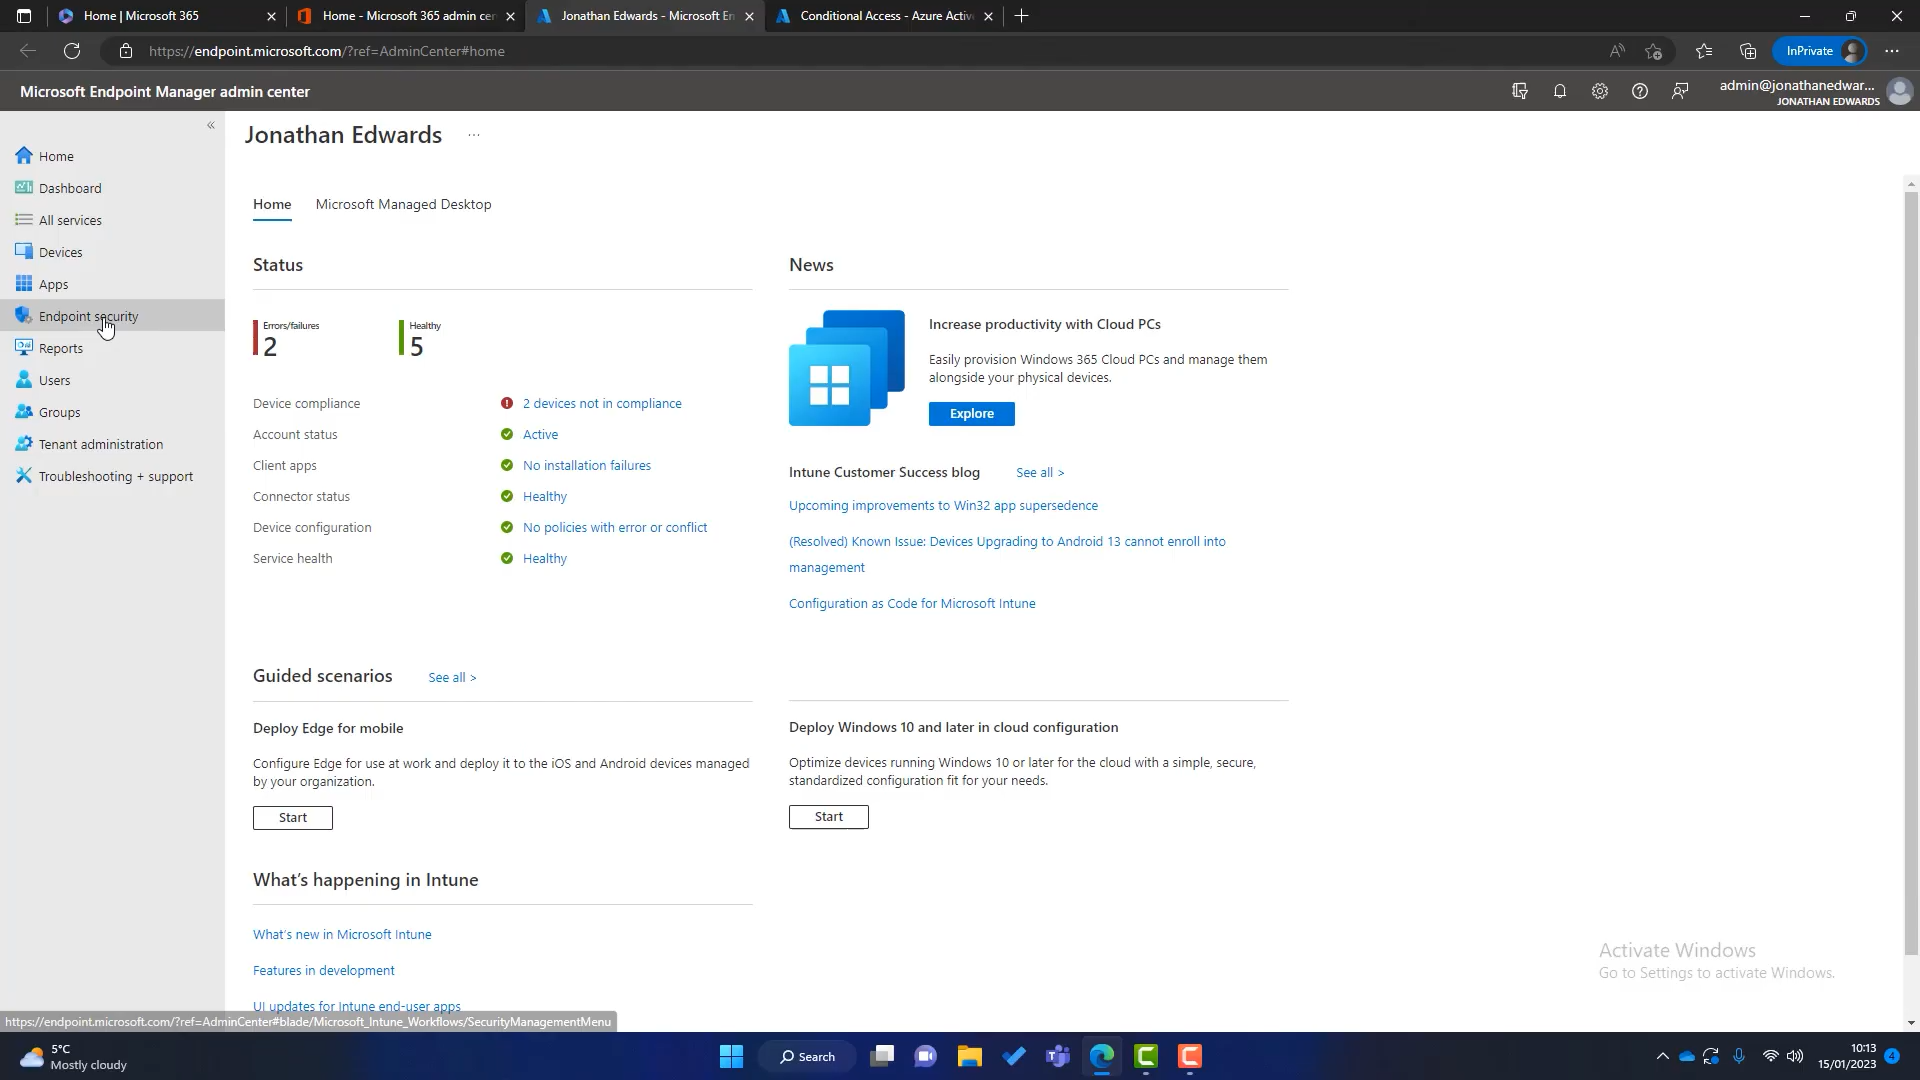 Home | Microsoft 365
Home - Microsoft 365 admin cen
Jonathan Edwards - Microsoft En
Conditional Access - Azure Activ
https://endpoint.microsoft.com/?ref=AdminCenter#home
InPrivate
Microsoft Endpoint Manager admin center
admin@jonathanedwar...
JONATHAN EDWARDS
Jonathan Edwards
Home
Dashboard
All services
Devices
Apps
Endpoint security
Reports
Users
Groups
Tenant administration
Troubleshooting + support
Home
Microsoft Managed Desktop
Status
Errors/failures
2
Healthy
5
Device compliance
2 devices not in compliance
Account status
Active
Client apps
No installation failures
Connector status
Healthy
Device configuration
No policies with error or conflict
Service health
Healthy
News
Increase productivity with Cloud PCs
Easily provision Windows 365 Cloud PCs and manage them
alongside your physical devices.
Explore
Intune Customer Success blog
See all >
Upcoming improvements to Win32 app supersedence
(Resolved) Known Issue: Devices Upgrading to Android 13 cannot enroll into
management
Configuration as Code for Microsoft Intune
Guided scenarios
See all >
Deploy Edge for mobile
Configure Edge for use at work and deploy it to the iOS and Android devices managed
by your organization.
Start
Deploy Windows 10 and later in cloud configuration
Optimize devices running Windows 10 or later for the cloud with a simple, secure,
standardized configuration fit for your needs.
Start
What's happening in Intune
What's new in Microsoft Intune
Features in development
UI updates for Intune end-user apps
Activate Windows
Go to Settings to activate Windows.
https://endpoint.microsoft.com/?ref=AdminCenter#blade/Microsoft_Intune_Workflows/SecurityManagementMenu
5°C
Mostly cloudy
Search
10:13
15/01/2023
4